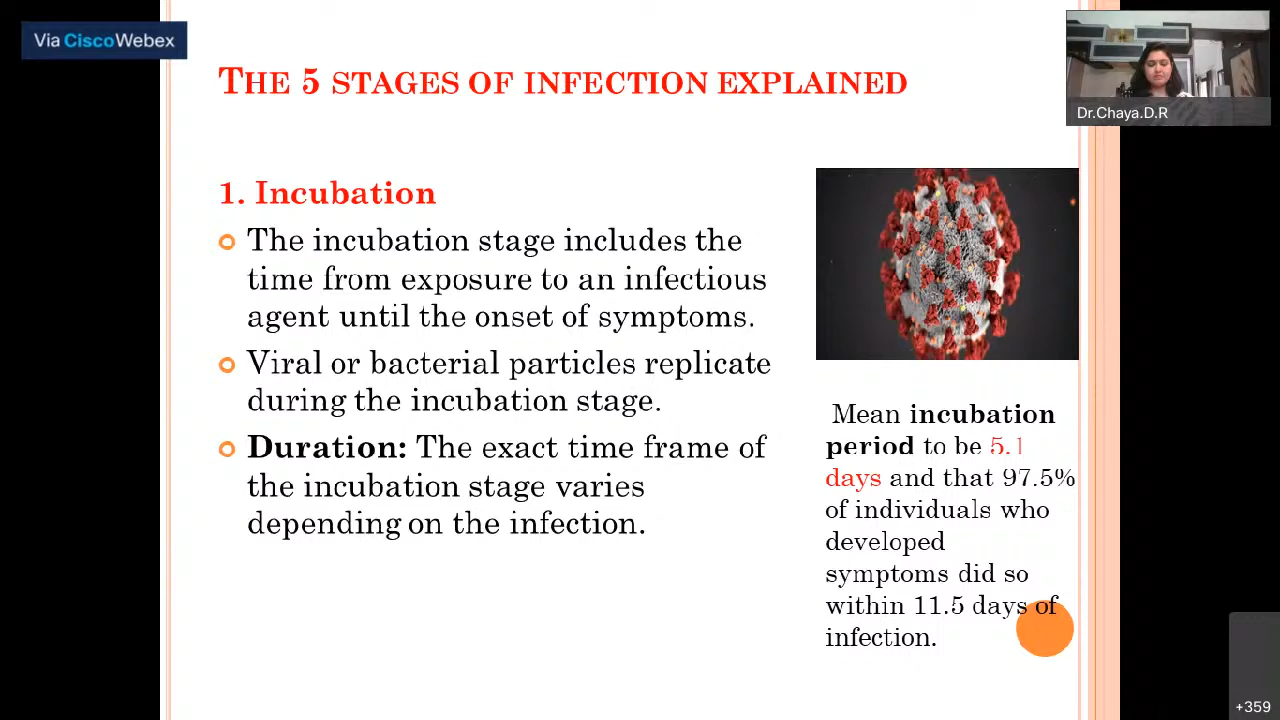 Via CiscoWebex
THE 5 STAGES OF INFECTION EXPLAINED
Dr.Chaya.D.R
1. Incubation
The incubation stage includes the
time from exposure to an infectious
agent until the onset of symptoms.
Viral or bacterial particles replicate
during the incubation stage.
Duration: The exact time frame of
the incubation stage varies
depending on the infection.
Mean incubation
period to be 5.1
days and that 97.5%
of individuals who
developed
symptoms did so
within 11.5 days of
infection.
+359